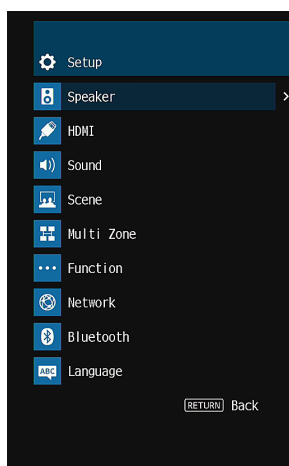 Setup
Speaker
HDMI
Sound
Scene
Multi Zone
Function
Network
Bluetooth
ABC Language
RETURN Back